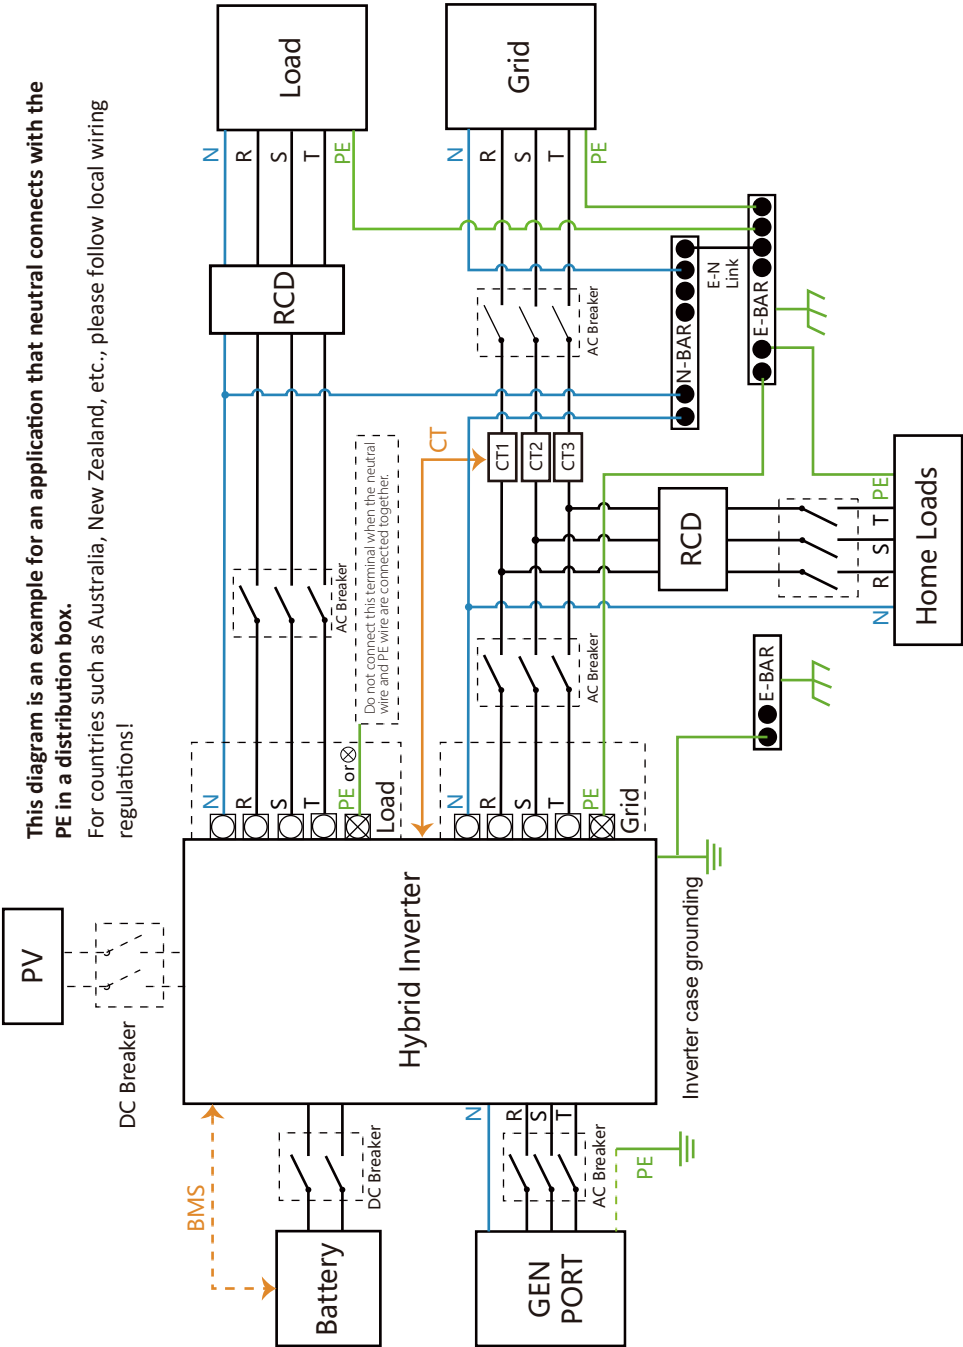 This diagram is an example for an application that neutral connects with the
PE in a distribution box.
For countries such as Australia, New Zealand, etc., please follow local wiring
regulations!
PV
DC Breaker
BMS
Battery
DC Breaker
GEN
PORT
N
R
S
T
AC Breaker
PE
Hybrid Inverter
Inverter case grounding
N
R
S
T
PE or
Load
N
R
S
T
PE
Grid
AC Breaker
Do not connect this terminal when the neutral
wire and PE wire are connected together.
RCD
N
R
S
T
PE
Load
CT
AC Breaker
CT1
CT2
CT3
AC Breaker
N
R
S
T
PE
Grid
N-BAR
E-N
Link
E-BAR
RCD
N
R
S
T
PE
Home Loads
E-BAR